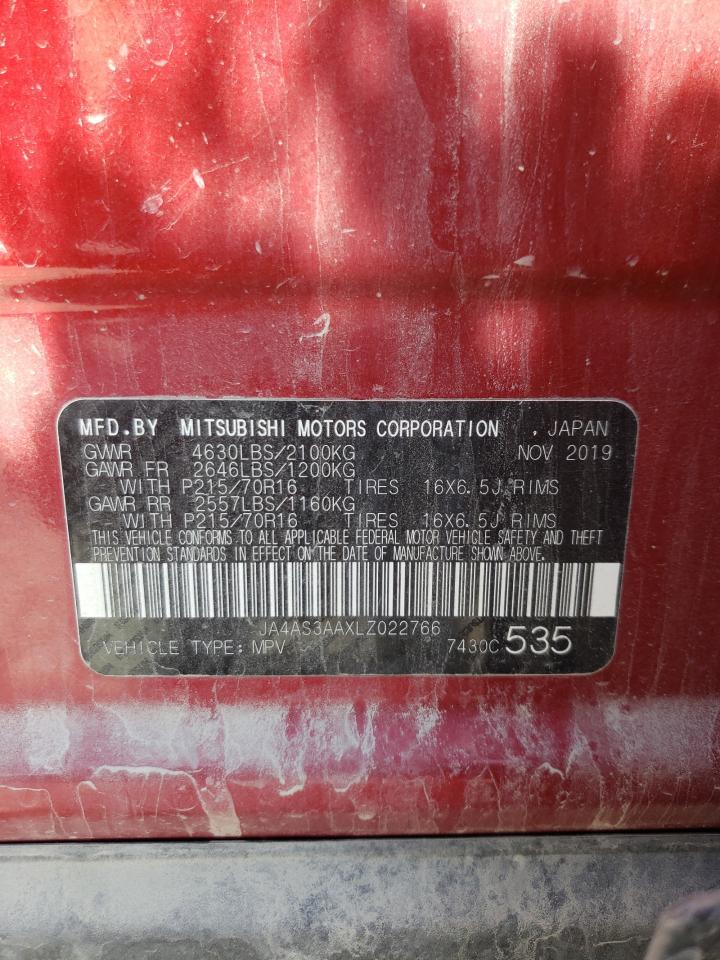 MFD.BY MITSUBISHI MOTORS CORPORATION , JAPAN
GVWR 4630LBS/2100KG NOV 2019
GAWR FR 2646LBS/1200KG
WITH P215/70R16 TIRES 16X6.5J RIMS
GAWR RR 2557LBS/1160KG
WITH P215/70R16 TIRES 16X6.5J RIMS
THIS VEHICLE CONFORMS TO ALL APPLICABLE FEDERAL MOTOR VEHICLE SAFETY AND THEFT
PREVENTION STANDARDS IN EFFECT ON THE DATE OF MANUFACTURE SHOWN ABOVE.
JA4AS3AAXLZ022766
VEHICLE TYPE: MPV 7430C 535